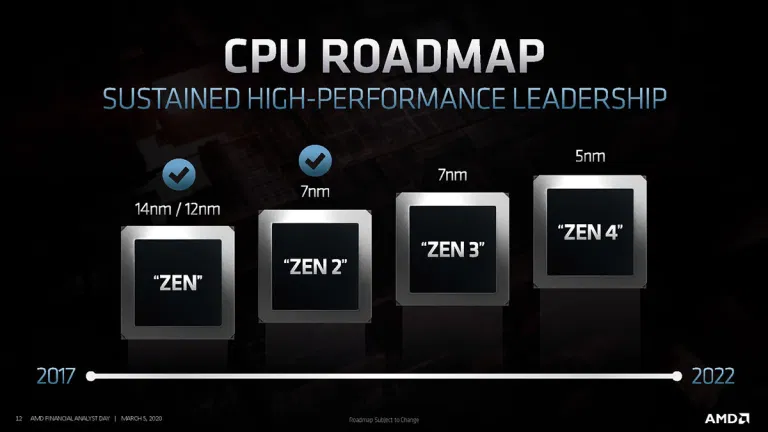 CPU ROADMAP
SUSTAINED HIGH-PERFORMANCE LEADERSHIP
14nm / 12nm
7nm
7nm
5nm
“ZEN”
“ZEN 2”
“ZEN 3”
“ZEN 4”
2017
2022
12 AMD FINANCIAL ANALYST DAY | MARCH 5, 2020
Roadmap Subject to Change
AMD